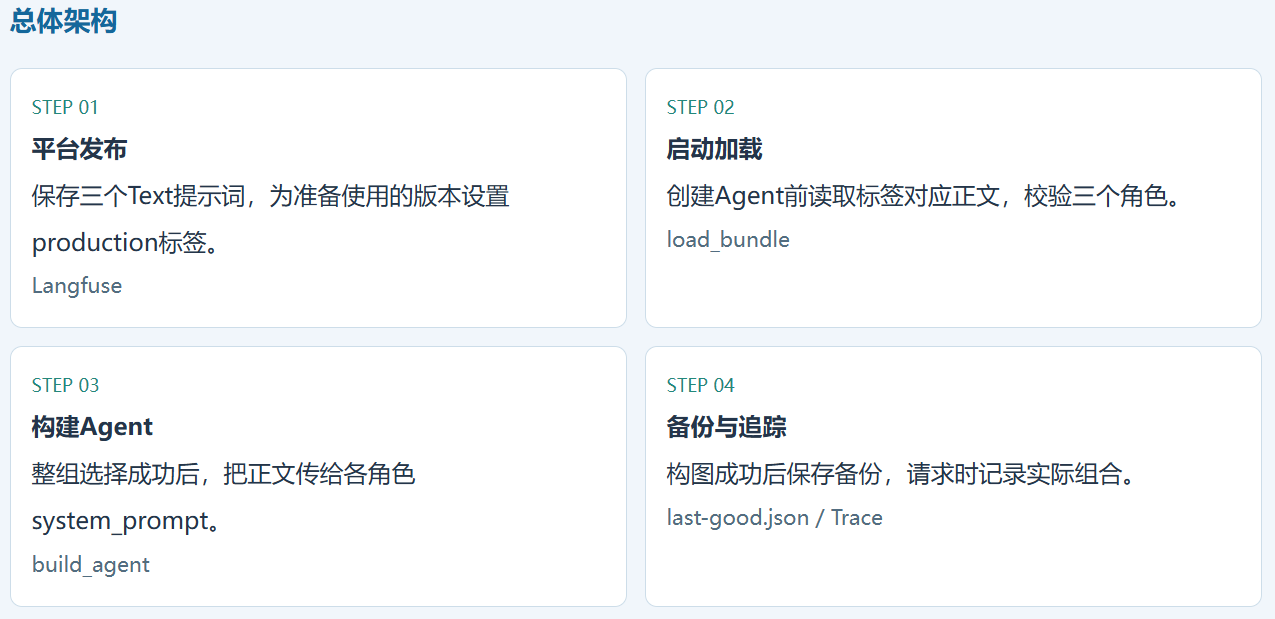 总体架构
STEP 01
平台发布
保存三个Text提示词，为准备使用的版本设置
production标签。
Langfuse
STEP 02
启动加载
创建Agent前读取标签对应正文，校验三个角色。
load_bundle
STEP 03
构建Agent
整组选择成功后，把正文传给各角色
system_prompt。
build_agent
STEP 04
备份与追踪
构图成功后保存备份，请求时记录实际组合。
last-good.json / Trace